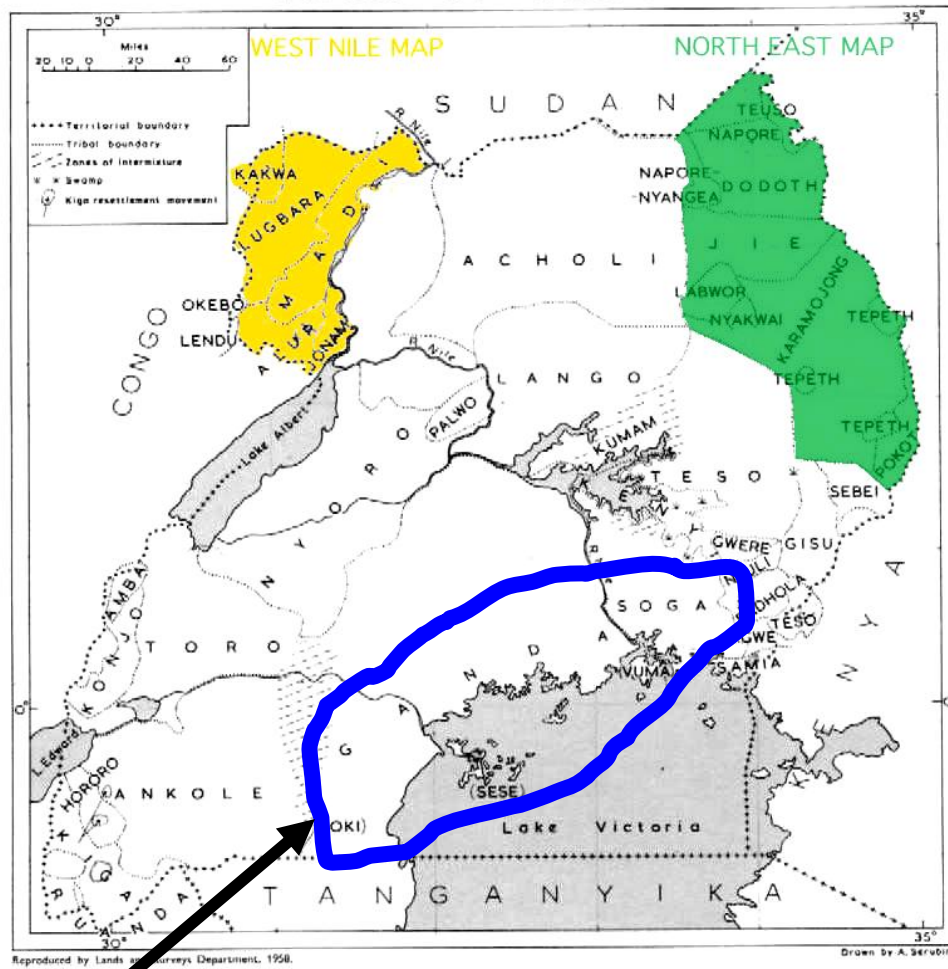 30°
35°
Miles
20 10 0 20 40 60
Territorial boundary
Tribal boundary
Zones of intermixture
Swamp
Kiga resettlement movement
WEST NILE MAP
NORTH EAST MAP
SUDAN
R Nile
TEUSO
NAPORE
NAPORE-
NYANGEA
DODOTH
KAKWA
LUGBARA
MADI
ACHOLI
JIE
LABWOR
NYAKWAI
KARAMOJONG
TEPETH
OKEBO
LENDU
ALUR
JONAM
CONGO
R Nile
LANGO
TEPETH
TEPETH
POKOT
PALWO
Lake Albert
NYORO
KUMAM
KENYI
TESO
SEBEI
GWERE
GISU
SOGA
TESO
GWE
SAMIA
(VUMA)
AMBA
KONJO
TORO
GANDA
KENYA
0°
L.Edward
HORORO
KIGA
ANKOLE
(SESE)
OKI)
Lake Victoria
RUANDA
TANGANYIKA
30°
35°
Reproduced by Lands and Surveys Department, 1958.
Drawn by A. Serubiri